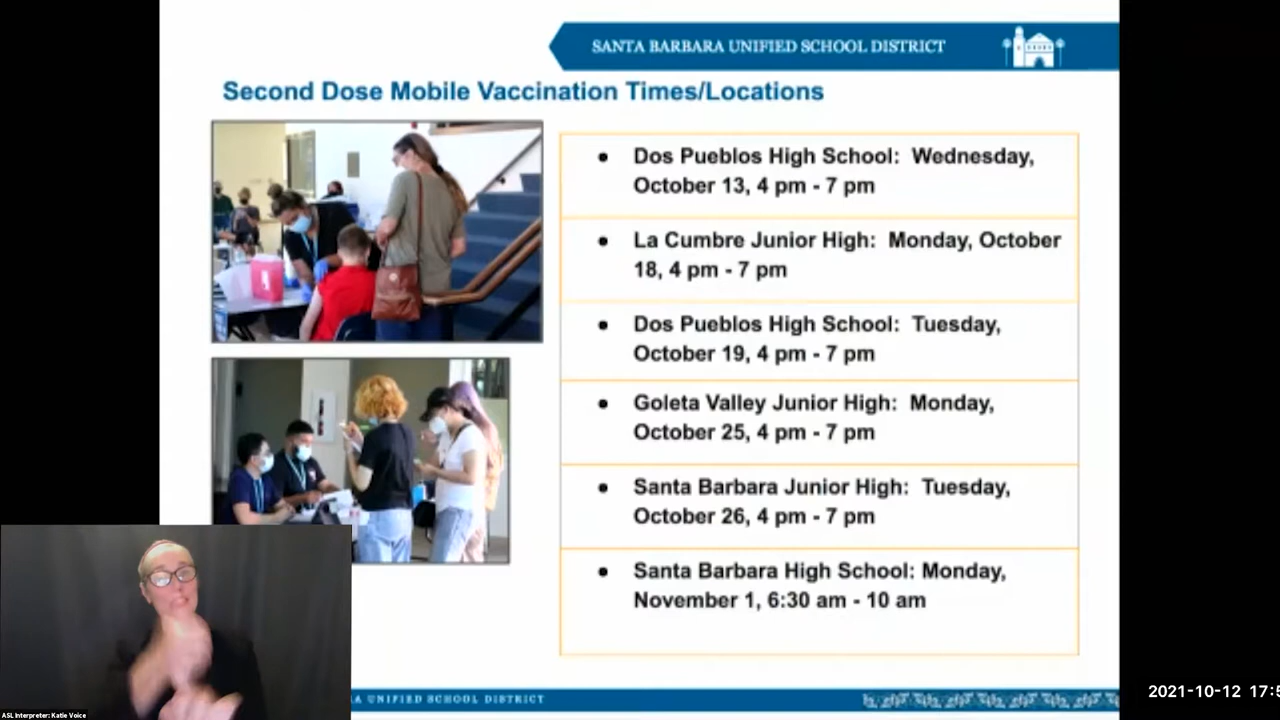 SANTA BARBARA UNIFIED SCHOOL DISTRICT
Second Dose Mobile Vaccination Times/Locations
● Dos Pueblos High School: Wednesday,
October 13, 4 pm - 7 pm
● La Cumbre Junior High: Monday, October
18, 4 pm - 7 pm
● Dos Pueblos High School: Tuesday,
October 19, 4 pm - 7 pm
● Goleta Valley Junior High: Monday,
October 25, 4 pm - 7 pm
● Santa Barbara Junior High: Tuesday,
October 26, 4 pm - 7 pm
● Santa Barbara High School: Monday,
November 1, 6:30 am - 10 am
A UNIFIED SCHOOL DISTRICT
2021-10-12 17:5
ASL Interpreter: Katie Voice